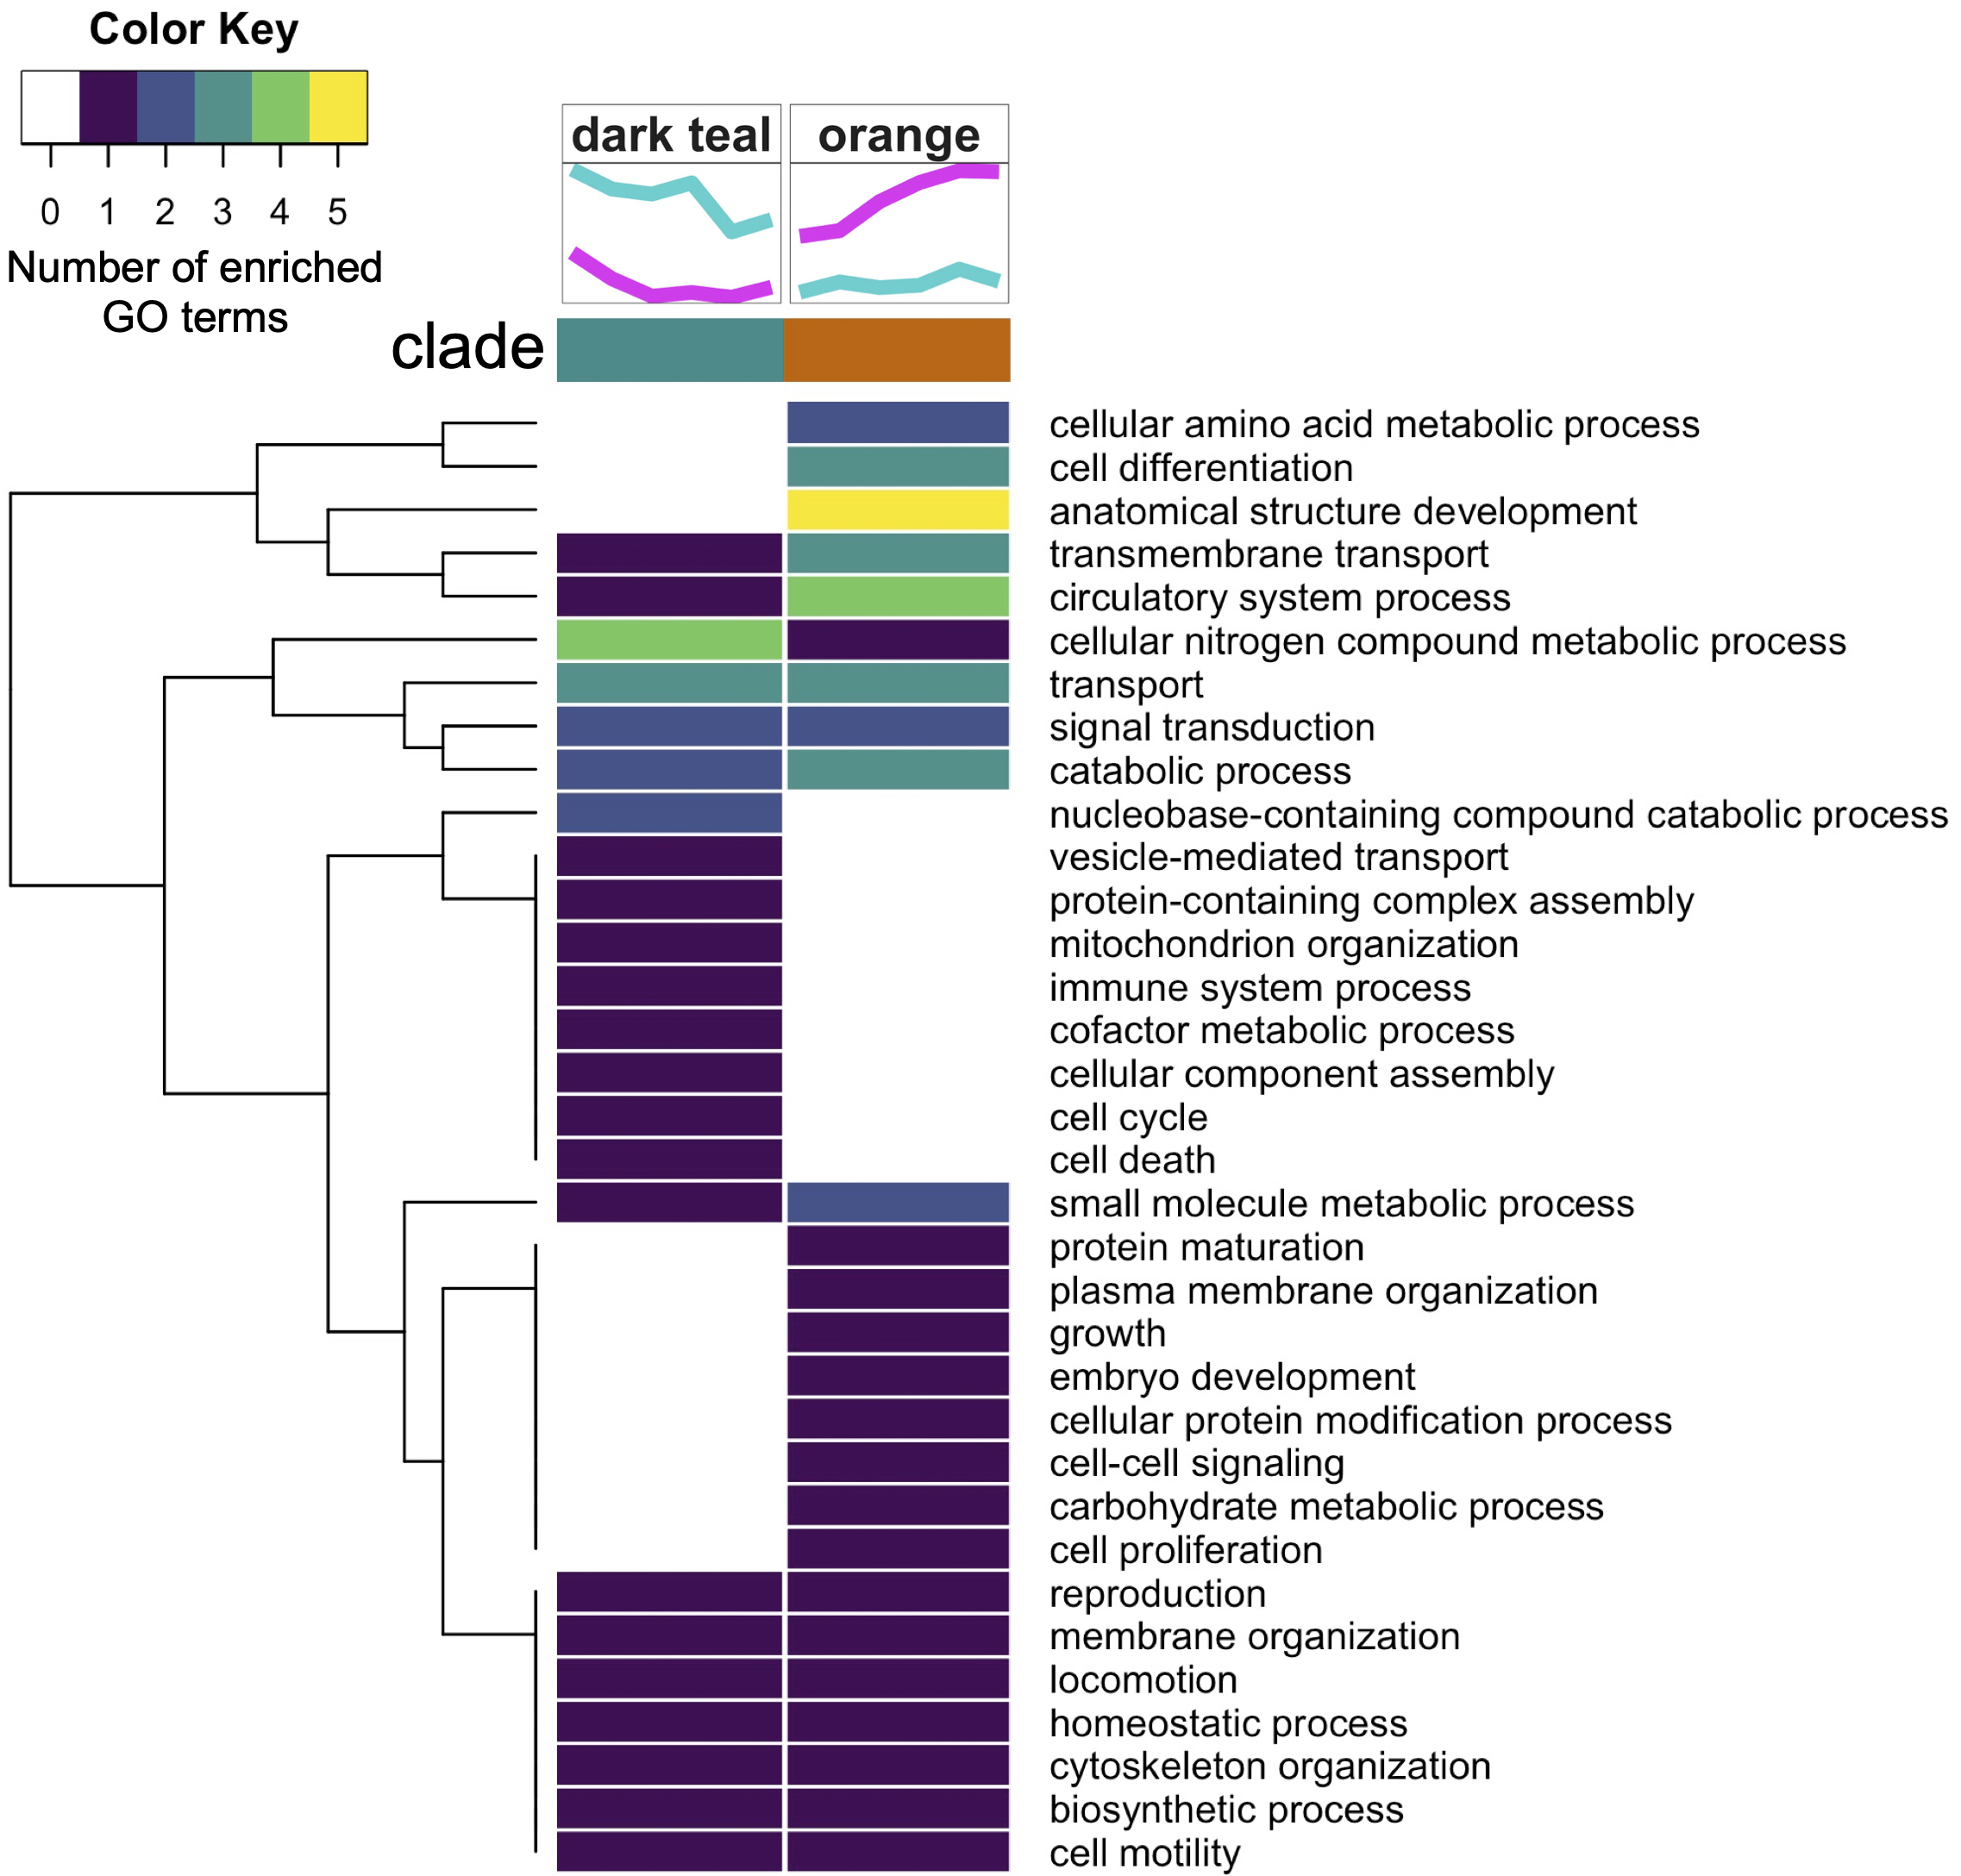 Color Key
0 1 2 3 4 5
Number of enriched
GO terms
dark teal orange
clade
cellular amino acid metabolic process
cell differentiation
anatomical structure development
transmembrane transport
circulatory system process
cellular nitrogen compound metabolic process
transport
signal transduction
catabolic process
nucleobase-containing compound catabolic process
vesicle-mediated transport
protein-containing complex assembly
mitochondrion organization
immune system process
cofactor metabolic process
cellular component assembly
cell cycle
cell death
small molecule metabolic process
protein maturation
plasma membrane organization
growth
embryo development
cellular protein modification process
cell-cell signaling
carbohydrate metabolic process
cell proliferation
reproduction
membrane organization
locomotion
homeostatic process
cytoskeleton organization
biosynthetic process
cell motility